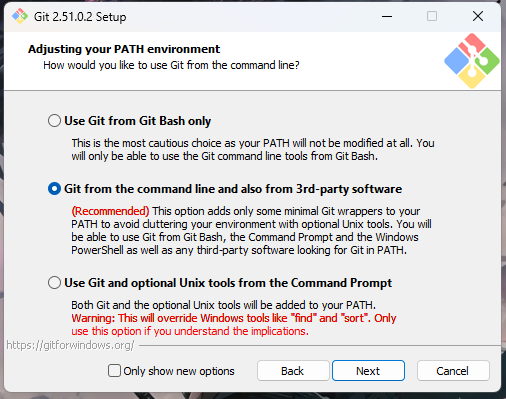 Git 2.51.0.2 Setup
Adjusting your PATH environment
How would you like to use Git from the command line?
Use Git from Git Bash only
This is the most cautious choice as your PATH will not be modified at all. You
will only be able to use the Git command line tools from Git Bash.
Git from the command line and also from 3rd-party software
(Recommended) This option adds only some minimal Git wrappers to your
PATH to avoid cluttering your environment with optional Unix tools. You will
be able to use Git from Git Bash, the Command Prompt and the Windows
PowerShell as well as any third-party software looking for Git in PATH.
Use Git and optional Unix tools from the Command Prompt
Both Git and the optional Unix tools will be added to your PATH.
Warning: This will override Windows tools like "find" and "sort". Only
use this option if you understand the implications.
https://gitforwindows.org/
Only show new options
Back
Next
Cancel